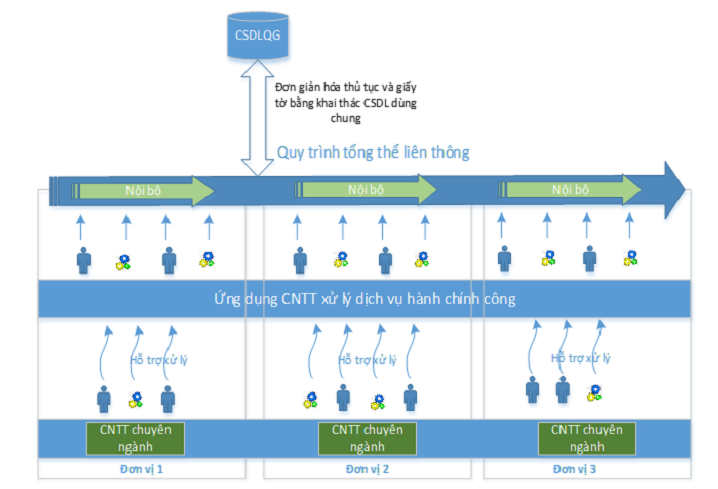 CSDLQG
Đơn giản hóa thủ tục và giấy
tờ bằng khai thác CSDL dùng
chung
Quy trình tổng thể liên thông
Nội bộ
Nội bộ
Nội bộ
Ứng dụng CNTT xử lý dịch vụ hành chính công
Hỗ trợ xử lý
Hỗ trợ xử lý
Hỗ trợ xử lý
CNTT chuyên
ngành
CNTT chuyên
ngành
CNTT chuyên
ngành
Đơn vị 1
Đơn vị 2
Đơn vị 3